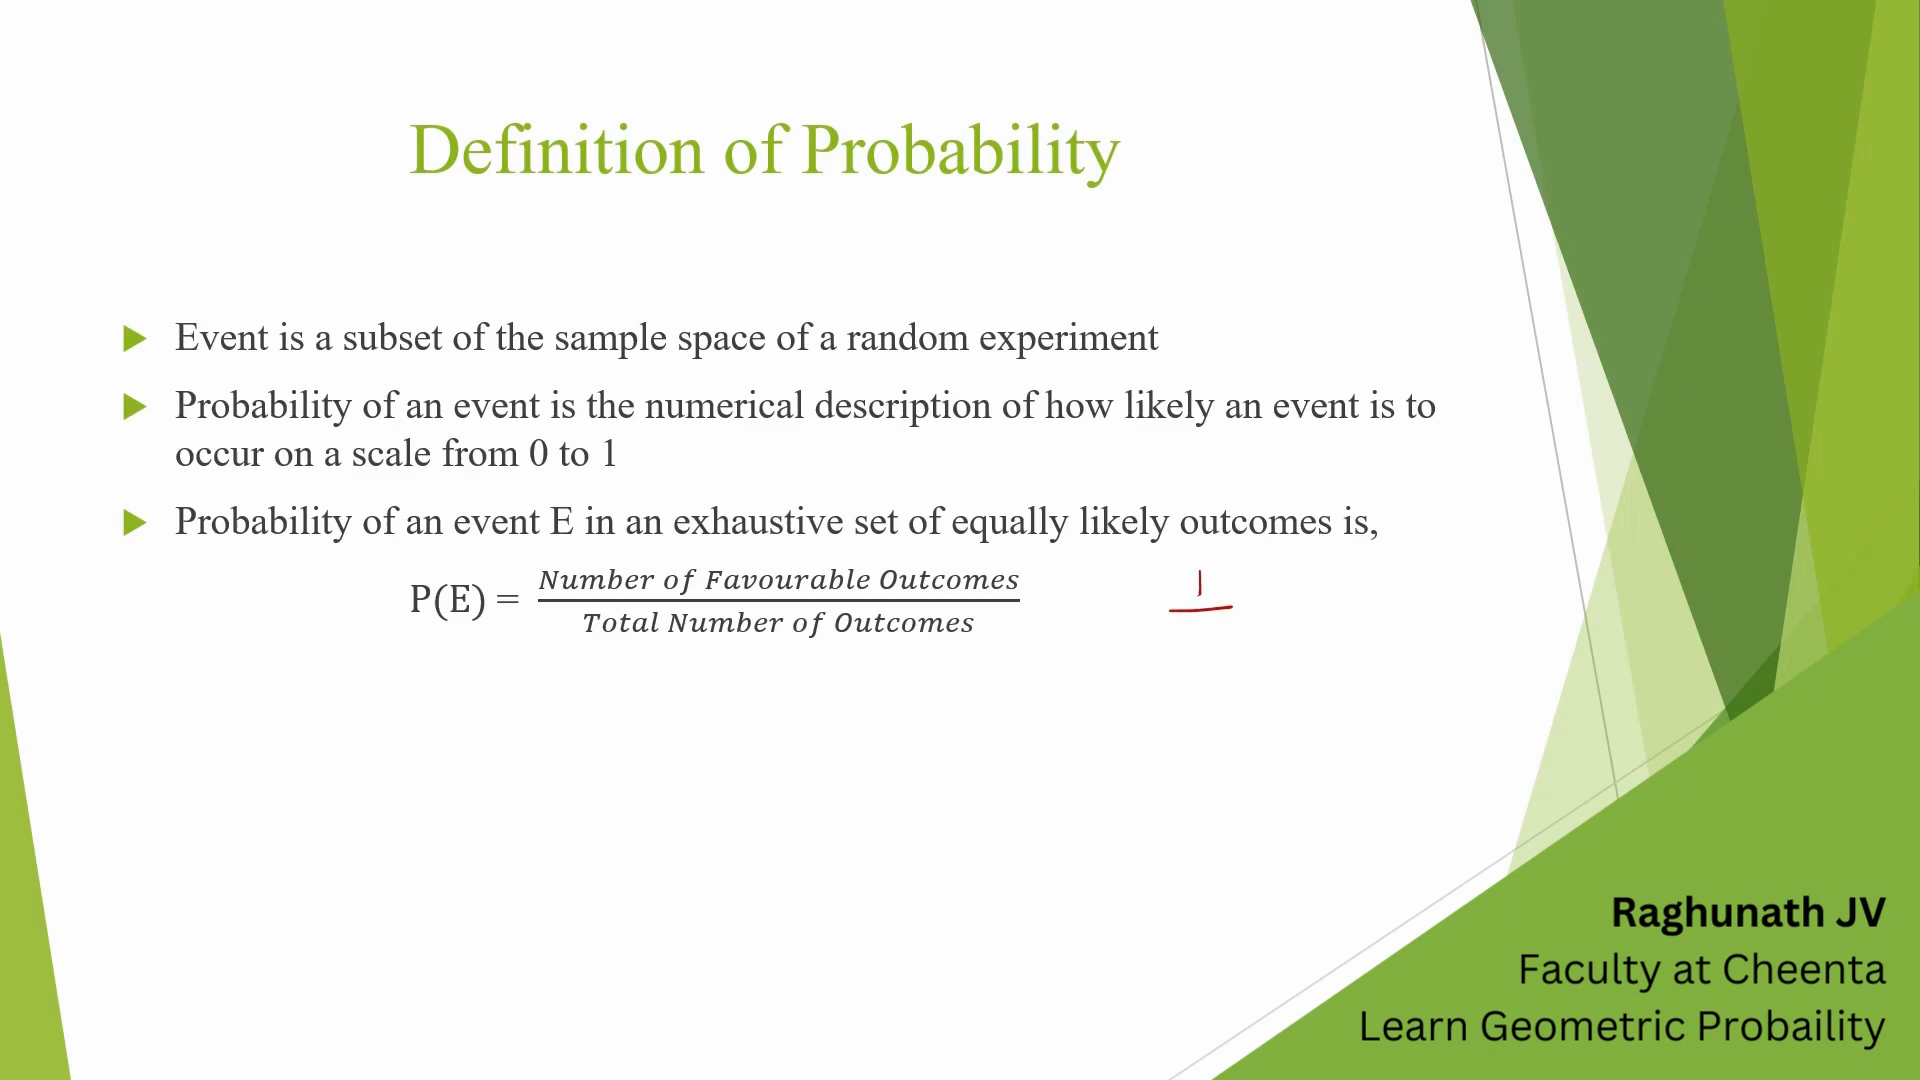 Definition of Probability
Event is a subset of the sample space of a random experiment
Probability of an event is the numerical description of how likely an event is to
occur on a scale from 0 to 1
Probability of an event E in an exhaustive set of equally likely outcomes is,
P(E) = Number of Favourable Outcomes / Total Number of Outcomes
1
Raghunath JV
Faculty at Cheenta
Learn Geometric Probaility